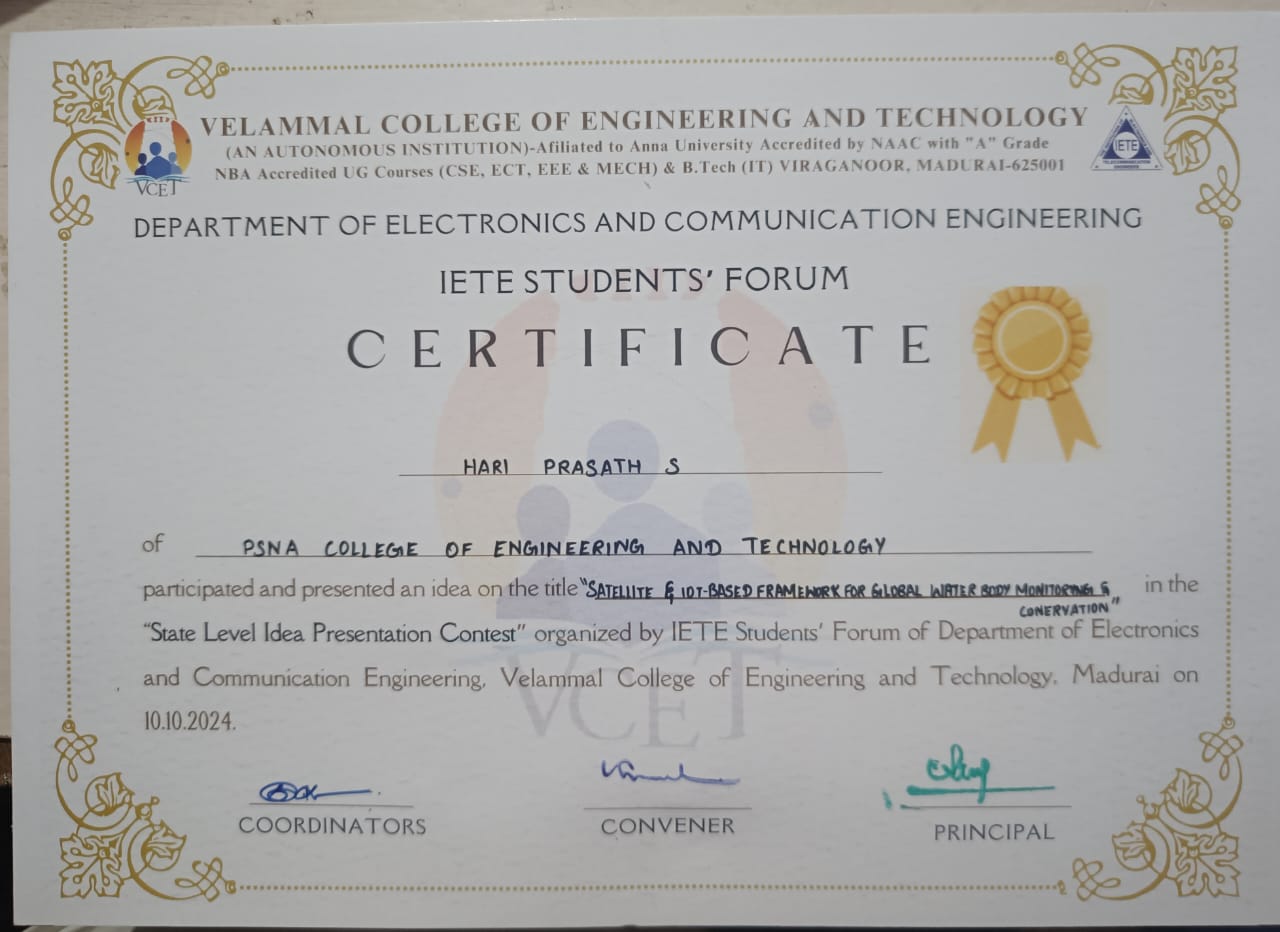 VELAMMAL COLLEGE OF ENGINEERING AND TECHNOLOGY
(AN AUTONOMOUS INSTITUTION)-Afiliated to Anna University Accredited by NAAC with "A" Grade
NBA Accredited UG Courses (CSE, ECT, EEE & MECH) & B.Tech (IT) VIRAGANOOR, MADURAI-625001
VCET
IETE
DEPARTMENT OF ELECTRONICS AND COMMUNICATION ENGINEERING
IETE STUDENTS' FORUM
CERTIFICATE
HARI PRASATH S
of PSNA COLLEGE OF ENGINEERING AND TECHNOLOGY
participated and presented an idea on the title "SATELLITE & IOT-BASED FRAMEWORK FOR GLOBAL WATER BODY MONITORING & in the
CONERVATION"
"State Level Idea Presentation Contest" organized by IETE Students' Forum of Department of Electronics
and Communication Engineering, Velammal College of Engineering and Technology, Madurai on
10.10.2024.
VCET
COORDINATORS
CONVENER
PRINCIPAL